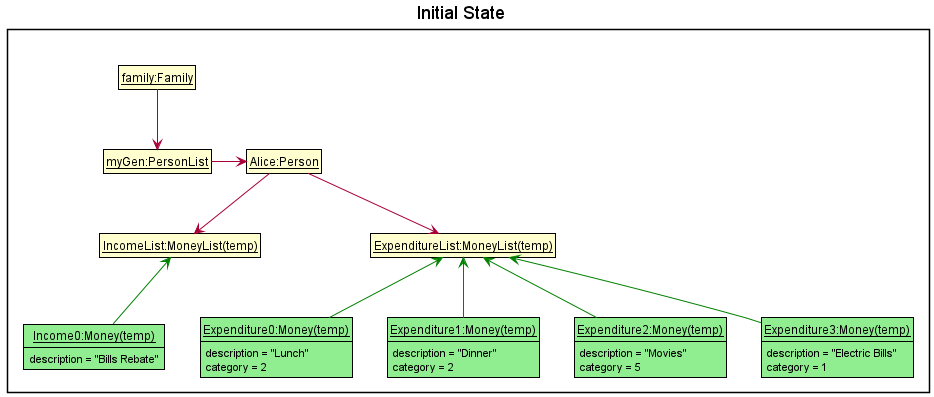 Initial State
family:Family
myGen:PersonList
Alice:Person
IncomeList:MoneyList(temp)
ExpenditureList:MoneyList(temp)
Income0:Money(temp)
description = "Bills Rebate"
Expenditure0:Money(temp)
description = "Lunch"
category = 2
Expenditure1:Money(temp)
description = "Dinner"
category = 2
Expenditure2:Money(temp)
description = "Movies"
category = 5
Expenditure3:Money(temp)
description = "Electric Bills"
category = 1